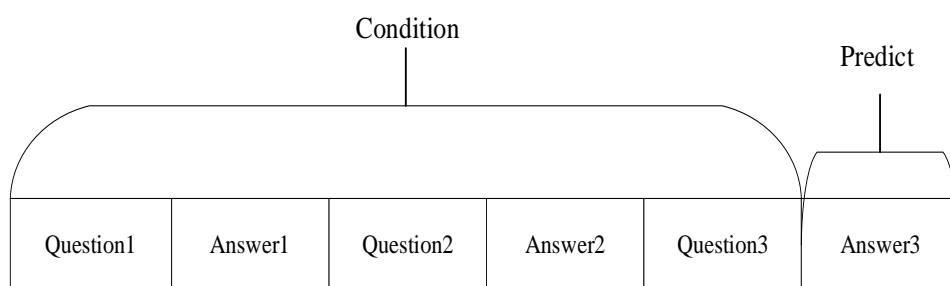 Condition
Predict
Question1 Answer1 Question2 Answer2 Question3 Answer3